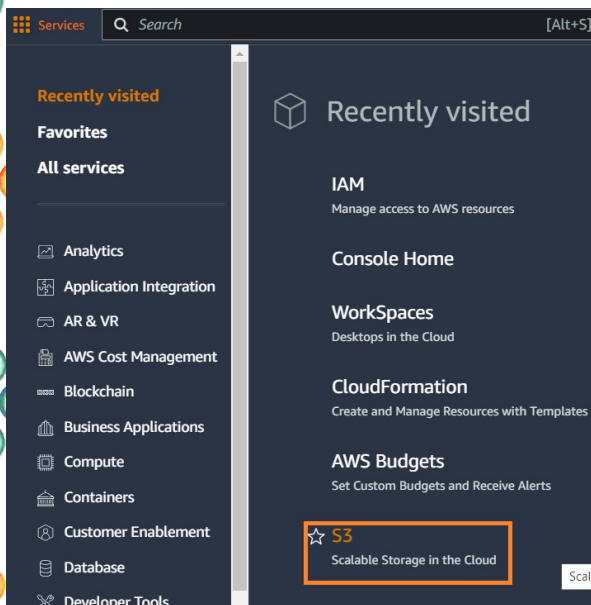 Services
Search
[Alt+S]
Recently visited
Favorites
All services
Analytics
Application Integration
AR & VR
AWS Cost Management
Blockchain
Business Applications
Compute
Containers
Customer Enablement
Database
Developer Tools
Recently visited
IAM
Manage access to AWS resources
Console Home
WorkSpaces
Desktops in the Cloud
CloudFormation
Create and Manage Resources with Templates
AWS Budgets
Set Custom Budgets and Receive Alerts
S3
Scalable Storage in the Cloud
Scal